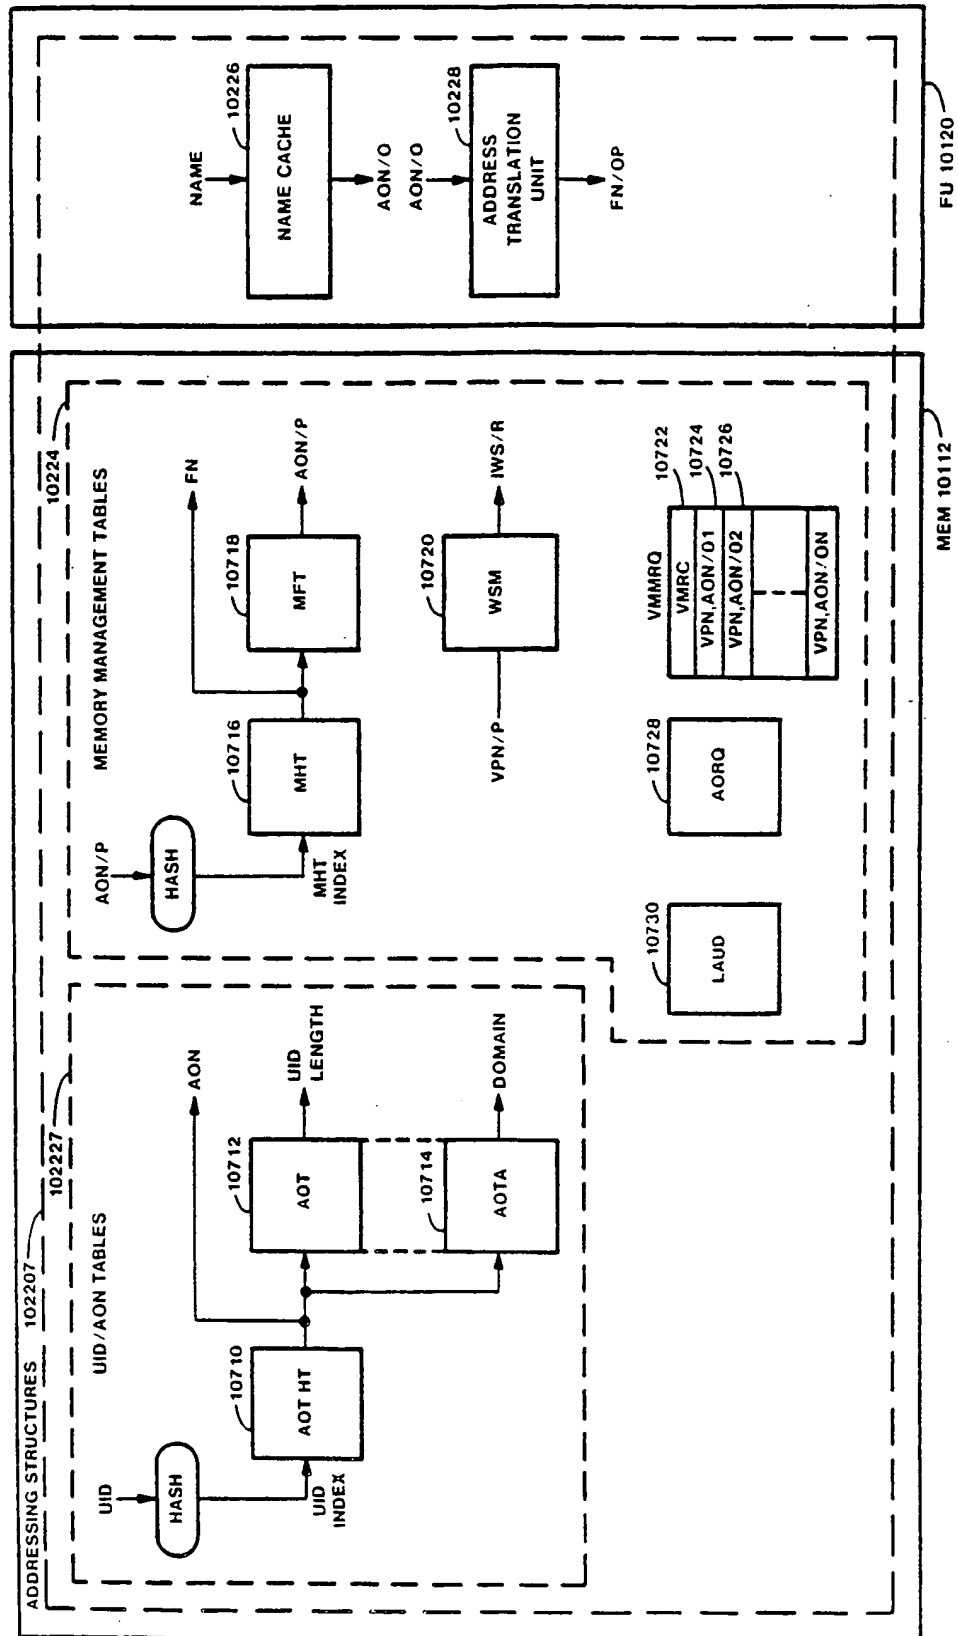 ADDRESSING STRUCTURES 102207
102227
UID/AON TABLES
UID
HASH
UID
INDEX
10710
AOT HT
AON
10712
AOT
UID
LENGTH
10714
AOTA
DOMAIN
10224
MEMORY MANAGEMENT TABLES
AON/P
HASH
MHT
INDEX
10716
MHT
FN
10718
MFT
AON/P
VPN/P
10720
WSM
IWS/R
10730
LAUD
10728
AORQ
VMMRQ
VMRC
10722
VPN,AON/01
10724
VPN,AON/02
10726
VPN,AON/ON
MEM 10112
NAME
10226
NAME CACHE
AON/O
AON/O
10228
ADDRESS
TRANSLATION
UNIT
FN/OP
FU 10120